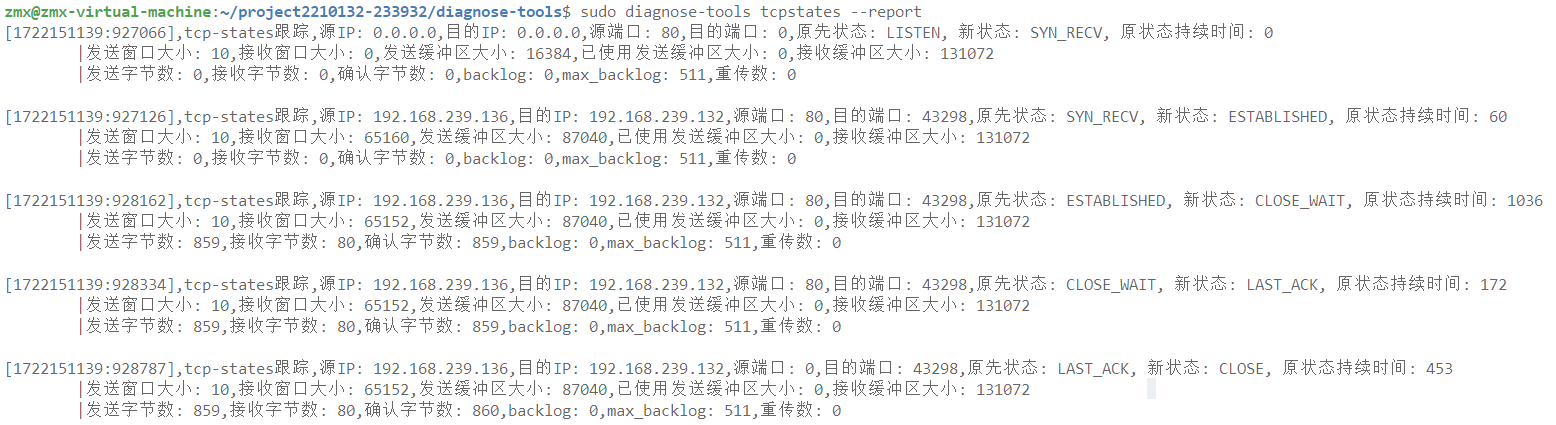 zmx@zmx-virtual-machine:~/project2210132-233932/diagnose-tools$ sudo diagnose-tools tcpstates --report
[1722151139:927066],tcp-states跟踪,源IP: 0.0.0.0,目的IP: 0.0.0.0,源端口: 80,目的端口: 0,原先状态: LISTEN, 新状态: SYN_RECV, 原状态持续时间: 0
|发送窗口大小: 10,接收窗口大小: 0,发送缓冲区大小: 16384,已使用发送缓冲区大小: 0,接收缓冲区大小: 131072
|发送字节数: 0,接收字节数: 0,确认字节数: 0,backlog: 0,max_backlog: 511,重传数: 0
[1722151139:927126],tcp-states跟踪,源IP: 192.168.239.136,目的IP: 192.168.239.132,源端口: 80,目的端口: 43298,原先状态: SYN_RECV, 新状态: ESTABLISHED, 原状态持续时间: 60
|发送窗口大小: 10,接收窗口大小: 65160,发送缓冲区大小: 87040,已使用发送缓冲区大小: 0,接收缓冲区大小: 131072
|发送字节数: 0,接收字节数: 0,确认字节数: 0,backlog: 0,max_backlog: 511,重传数: 0
[1722151139:928162],tcp-states跟踪,源IP: 192.168.239.136,目的IP: 192.168.239.132,源端口: 80,目的端口: 43298,原先状态: ESTABLISHED, 新状态: CLOSE_WAIT, 原状态持续时间: 1036
|发送窗口大小: 10,接收窗口大小: 65152,发送缓冲区大小: 87040,已使用发送缓冲区大小: 0,接收缓冲区大小: 131072
|发送字节数: 859,接收字节数: 80,确认字节数: 859,backlog: 0,max_backlog: 511,重传数: 0
[1722151139:928334],tcp-states跟踪,源IP: 192.168.239.136,目的IP: 192.168.239.132,源端口: 80,目的端口: 43298,原先状态: CLOSE_WAIT, 新状态: LAST_ACK, 原状态持续时间: 172
|发送窗口大小: 10,接收窗口大小: 65152,发送缓冲区大小: 87040,已使用发送缓冲区大小: 0,接收缓冲区大小: 131072
|发送字节数: 859,接收字节数: 80,确认字节数: 859,backlog: 0,max_backlog: 511,重传数: 0
[1722151139:928787],tcp-states跟踪,源IP: 192.168.239.136,目的IP: 192.168.239.132,源端口: 0,目的端口: 43298,原先状态: LAST_ACK, 新状态: CLOSE, 原状态持续时间: 453
|发送窗口大小: 10,接收窗口大小: 65152,发送缓冲区大小: 87040,已使用发送缓冲区大小: 0,接收缓冲区大小: 131072
|发送字节数: 859,接收字节数: 80,确认字节数: 860,backlog: 0,max_backlog: 511,重传数: 0